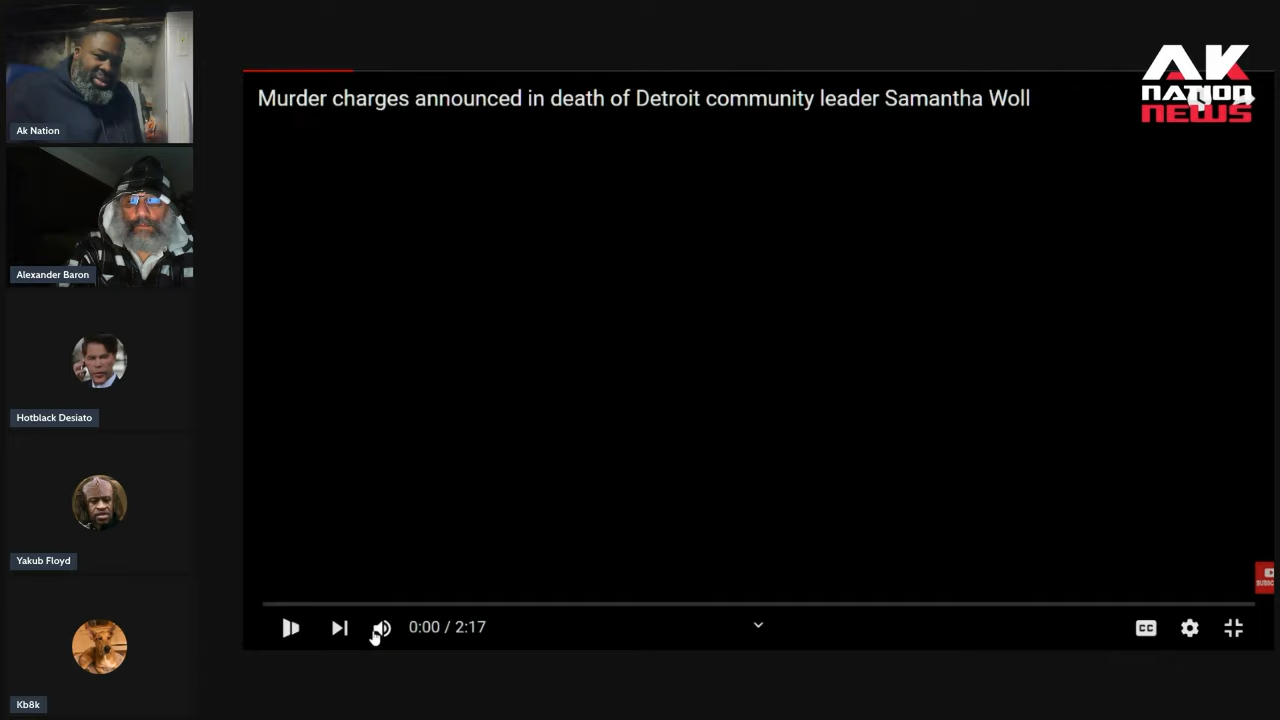 Ak Nation
Alexander Baron
Hotblack Desiato
Yakub Floyd
Kb8k
Murder charges announced in death of Detroit community leader Samantha Woll
AK
NATION
NEWS
0:00 / 2:17
CC